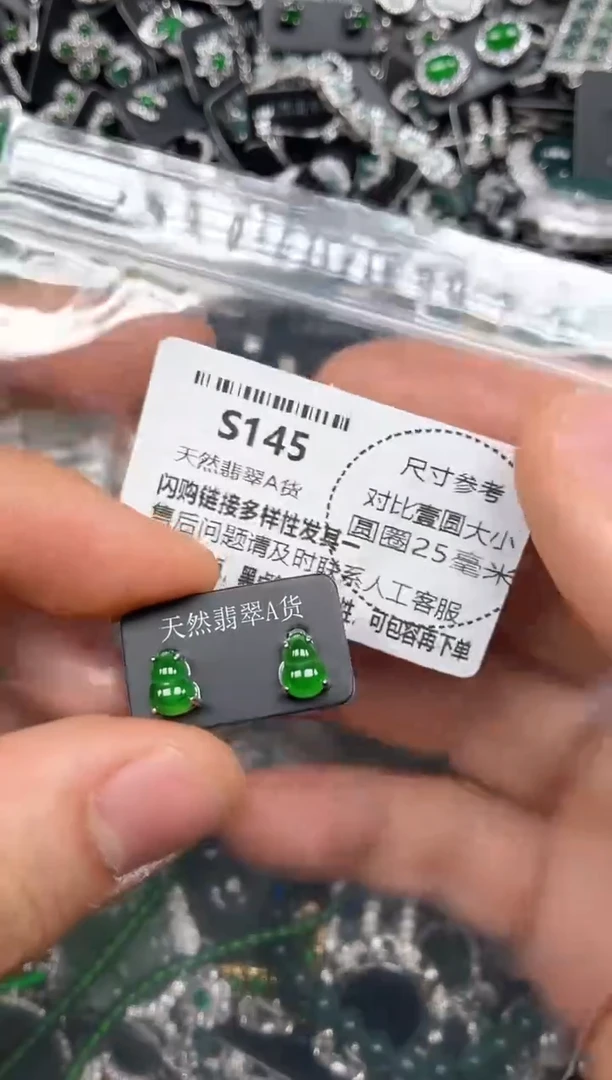 S145
天然翡翠A货
闪购链接多样性发其一
售后问题请及时联系人工客服
可包容再下单
尺寸参考
对比壹圆大小
圆圈25毫米
天然翡翠A货